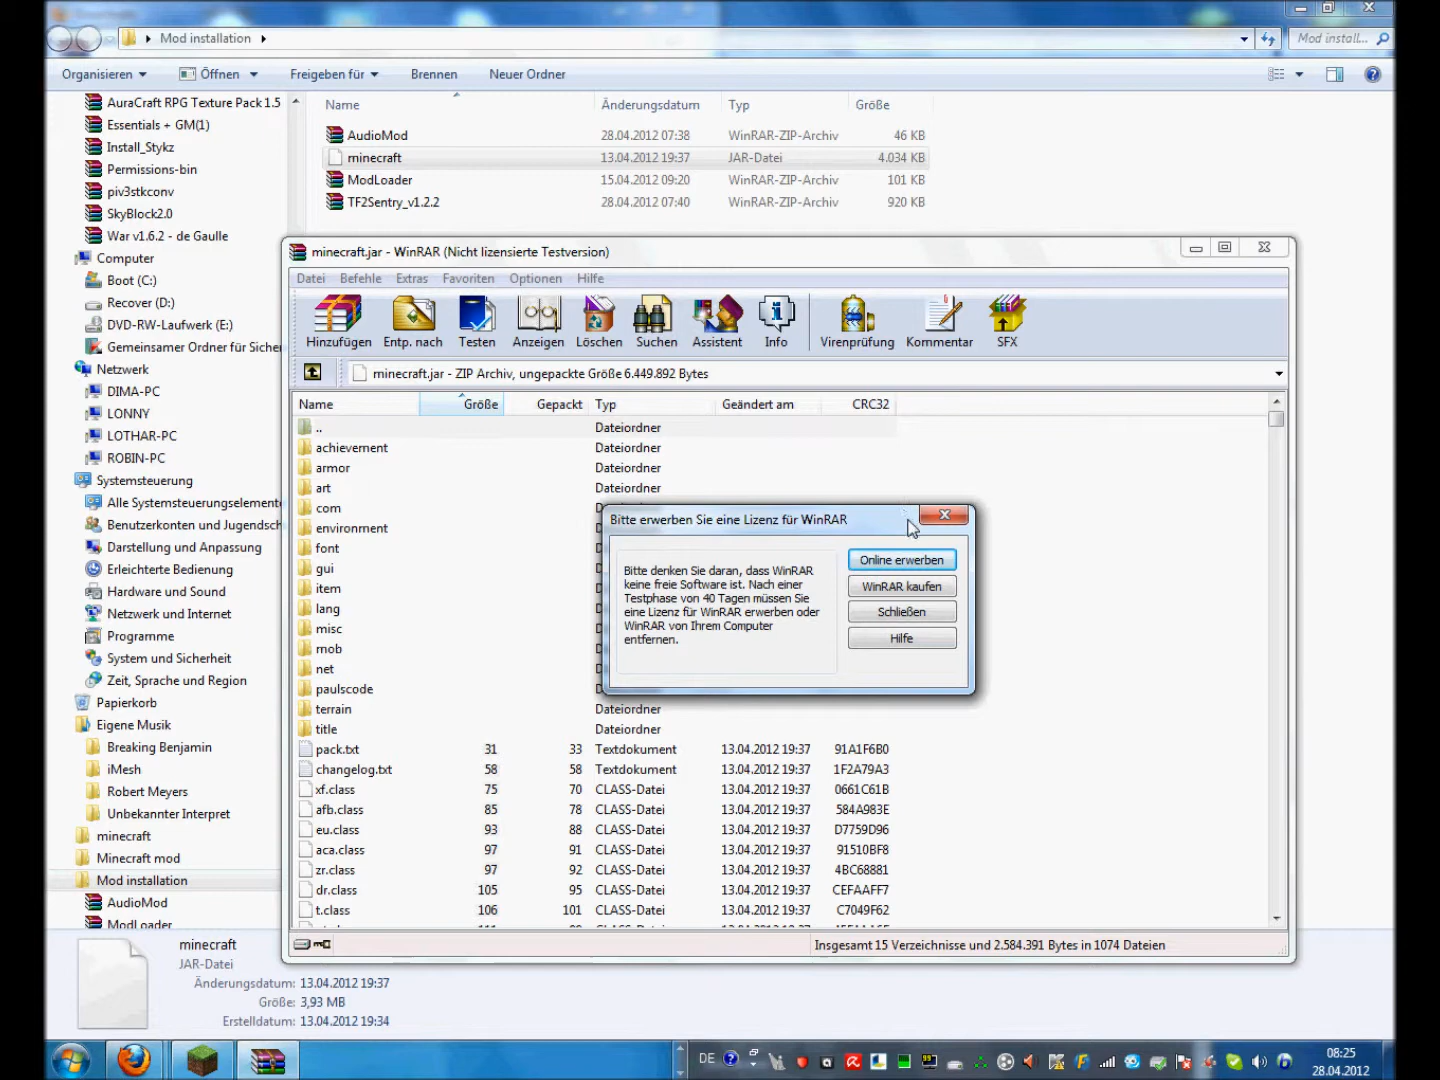 Mod installation
Mod install...
Organisieren
Öffnen
Freigeben für
Brennen
Neuer Ordner
AuraCraft RPG Texture Pack 1.5
Essentials + GM(1)
Install_Stykz
Permissions-bin
piv3stkconv
SkyBlock2.0
War v1.6.2 - de Gaulle
Computer
Boot (C:)
Recover (D:)
DVD-RW-Laufwerk (E:)
Gemeinsamer Ordner für Sicher
Netzwerk
DIMA-PC
LONNY
LOTHAR-PC
ROBIN-PC
Systemsteuerung
Alle Systemsteuerungselemente
Benutzerkonten und Jugendsch
Darstellung und Anpassung
Erleichterte Bedienung
Hardware und Sound
Netzwerk und Internet
Programme
System und Sicherheit
Zeit, Sprache und Region
Papierkorb
Eigene Musik
Breaking Benjamin
iMesh
Robert Meyers
Unbekannter Interpret
minecraft
Minecraft mod
Mod installation
AudioMod
ModLoader
Name Änderungsdatum Typ Größe
AudioMod 28.04.2012 07:38 WinRAR-ZIP-Archiv 46 KB
minecraft 13.04.2012 19:37 JAR-Datei 4.034 KB
ModLoader 15.04.2012 09:20 WinRAR-ZIP-Archiv 101 KB
TF2Sentry_v1.2.2 28.04.2012 07:40 WinRAR-ZIP-Archiv 920 KB
minecraft.jar - WinRAR (Nicht lizensierte Testversion)
Datei Befehle Extras Favoriten Optionen Hilfe
Hinzufügen Entp. nach Testen Anzeigen Löschen Suchen Assistent Info Virenprüfung Kommentar SFX
minecraft.jar - ZIP Archiv, ungepackte Größe 6.449.892 Bytes
Name Größe Gepackt Typ Geändert am CRC32
.. Dateiordner
achievement Dateiordner
armor Dateiordner
art Dateiordner
com
environment
font
gui
item
lang
misc
mob
net
paulscode
terrain Dateiordner
title Dateiordner
pack.txt 31 33 Textdokument 13.04.2012 19:37 91A1F6B0
changelog.txt 58 58 Textdokument 13.04.2012 19:37 1F2A79A3
xf.class 75 70 CLASS-Datei 13.04.2012 19:37 0661C61B
afb.class 85 78 CLASS-Datei 13.04.2012 19:37 584A983E
eu.class 93 88 CLASS-Datei 13.04.2012 19:37 D7759D96
aca.class 97 91 CLASS-Datei 13.04.2012 19:37 91510BF8
zr.class 97 92 CLASS-Datei 13.04.2012 19:37 4BC68881
dr.class 105 95 CLASS-Datei 13.04.2012 19:37 CEFAAFF7
t.class 106 101 CLASS-Datei 13.04.2012 19:37 C7049F62
Insgesamt 15 Verzeichnisse und 2.584.391 Bytes in 1074 Dateien
Bitte erwerben Sie eine Lizenz für WinRAR
Bitte denken Sie daran, dass WinRAR
keine freie Software ist. Nach einer
Testphase von 40 Tagen müssen Sie
eine Lizenz für WinRAR erwerben oder
WinRAR von Ihrem Computer
entfernen.
Online erwerben
WinRAR kaufen
Schließen
Hilfe
minecraft
JAR-Datei
Änderungsdatum: 13.04.2012 19:37
Größe: 3,93 MB
Erstelldatum: 13.04.2012 19:34
DE
08:25
28.04.2012